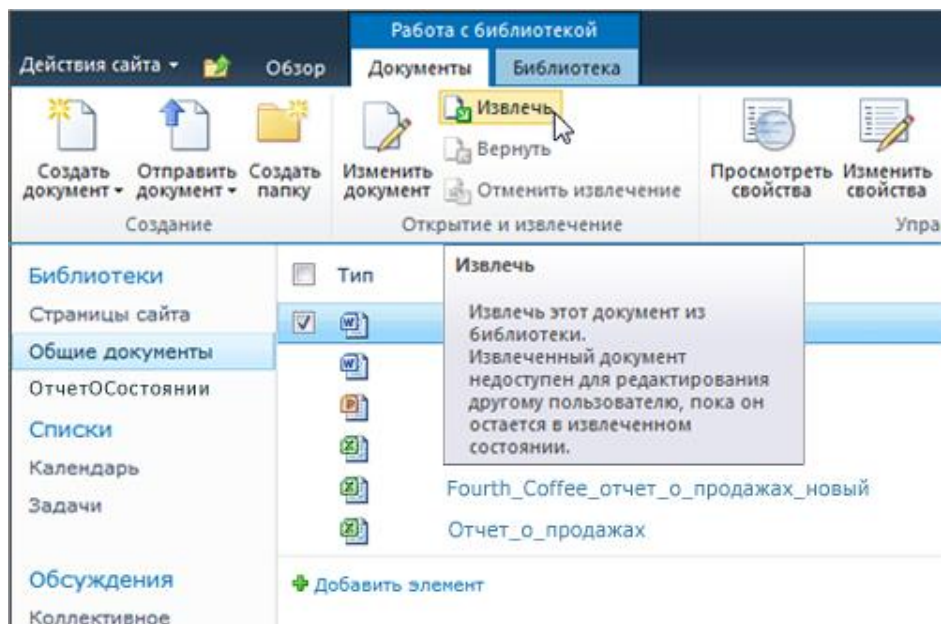 Работа с библиотекой
Действия сайта Обзор Документы Библиотека
Создать документ
Отправить документ
Создать папку
Изменить документ
Извлечь
Вернуть
Отменить извлечение
Просмотреть свойства
Изменить свойства
Создание
Открытие и извлечение
Упра
Библиотеки
Страницы сайта
Общие документы
ОтчетОСостоянии
Списки
Календарь
Задачи
Обсуждения
Коллективное
Тип
Извлечь
Извлечь этот документ из
библиотеки.
Извлеченный документ
недоступен для редактирования
другому пользователю, пока он
остается в извлеченном
состоянии.
Fourth_Coffee_отчет_о_продажах_новый
Отчет_о_продажах
Добавить элемент